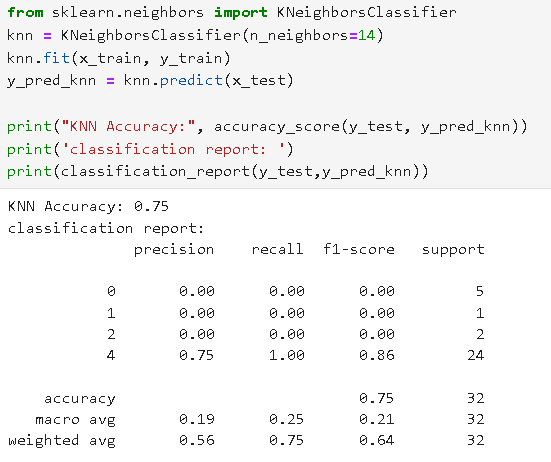 from sklearn.neighbors import KNeighborsClassifier
knn = KNeighborsClassifier(n_neighbors=14)
knn.fit(x_train, y_train)
y_pred_knn = knn.predict(x_test)
print("KNN Accuracy:", accuracy_score(y_test, y_pred_knn))
print('classification report: ')
print(classification_report(y_test,y_pred_knn))
KNN Accuracy: 0.75
classification report:
precision recall f1-score support
0 0.00 0.00 0.00 5
1 0.00 0.00 0.00 1
2 0.00 0.00 0.00 2
4 0.75 1.00 0.86 24
accuracy 0.75 32
macro avg 0.19 0.25 0.21 32
weighted avg 0.56 0.75 0.64 32